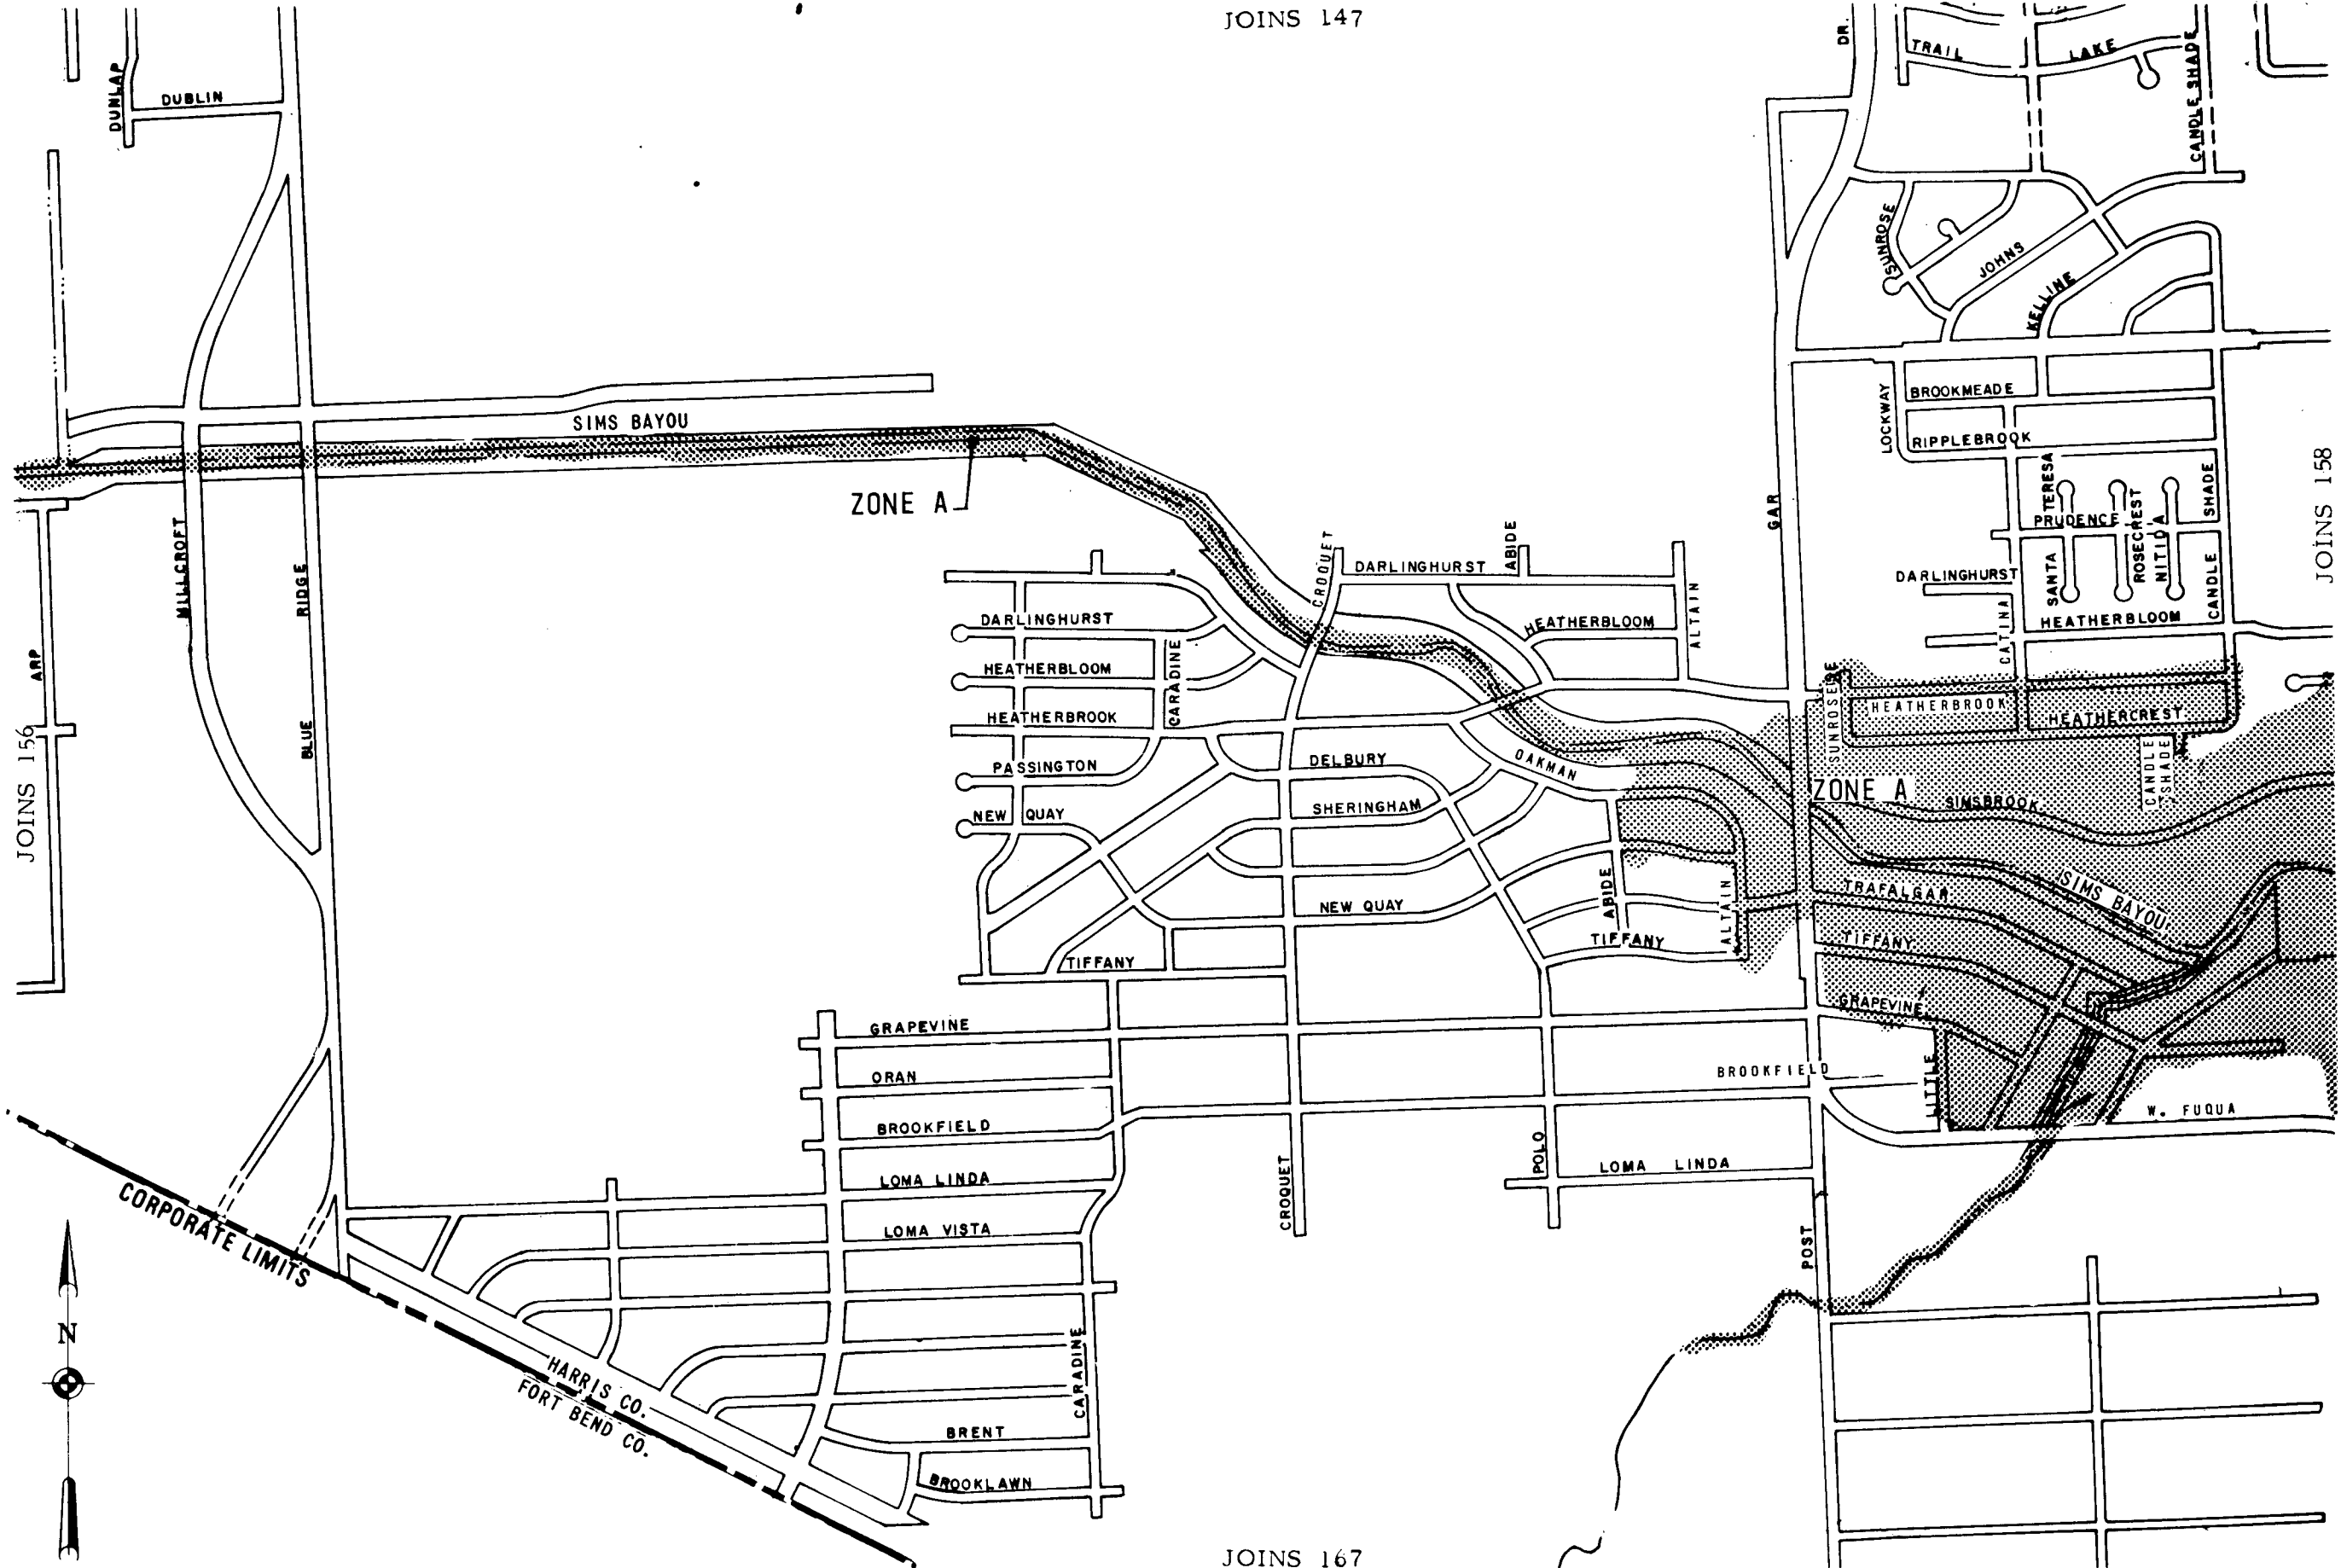 JOINS 147
DR.
TRAIL
LAKE
CANDLE SHADE
DUNLAP
DUBLIN
SUNROSE
JOHNS
KELLINE
SIMS BAYOU
ZONE A
LOCKWAY
BROOKMEADE
RIPPLEBROOK
JOINS 158
GAR
SANTA TERESA
PRUDENCE
ROSECREST
NITIDA
CANDLE SHADE
MILLCROFT
BLUE RIDGE
ARP
JOINS 156
CROQUET
DARLINGHURST
ABIDE
ALTAIN
DARLINGHURST
HEATHERBLOOM
CATINA
HEATHERBLOOM
DARLINGHURST
HEATHERBLOOM
CARADINE
HEATHERBROOK
PASSINGTON
NEW QUAY
SUNROSE
HEATHERBROOK
HEATHERCREST
CANDLE
SHADE
DELBURY
OAKMAN
SHERINGHAM
ZONE A
SIMSBROOK
SIMS BAYOU
TRAFALGAR
TIFFANY
ABIDE
ALTAIN
NEW QUAY
TIFFANY
TIFFANY
GRAPEVINE
GRAPEVINE
ORAN
BROOKFIELD
LITTLE
W. FUQUA
BROOKFIELD
LOMA LINDA
POLO
LOMA LINDA
CROQUET
LOMA VISTA
POST
CORPORATE LIMITS
N
HARRIS CO.
FORT BEND CO.
CARADINE
BRENT
BROOKLAWN
JOINS 167